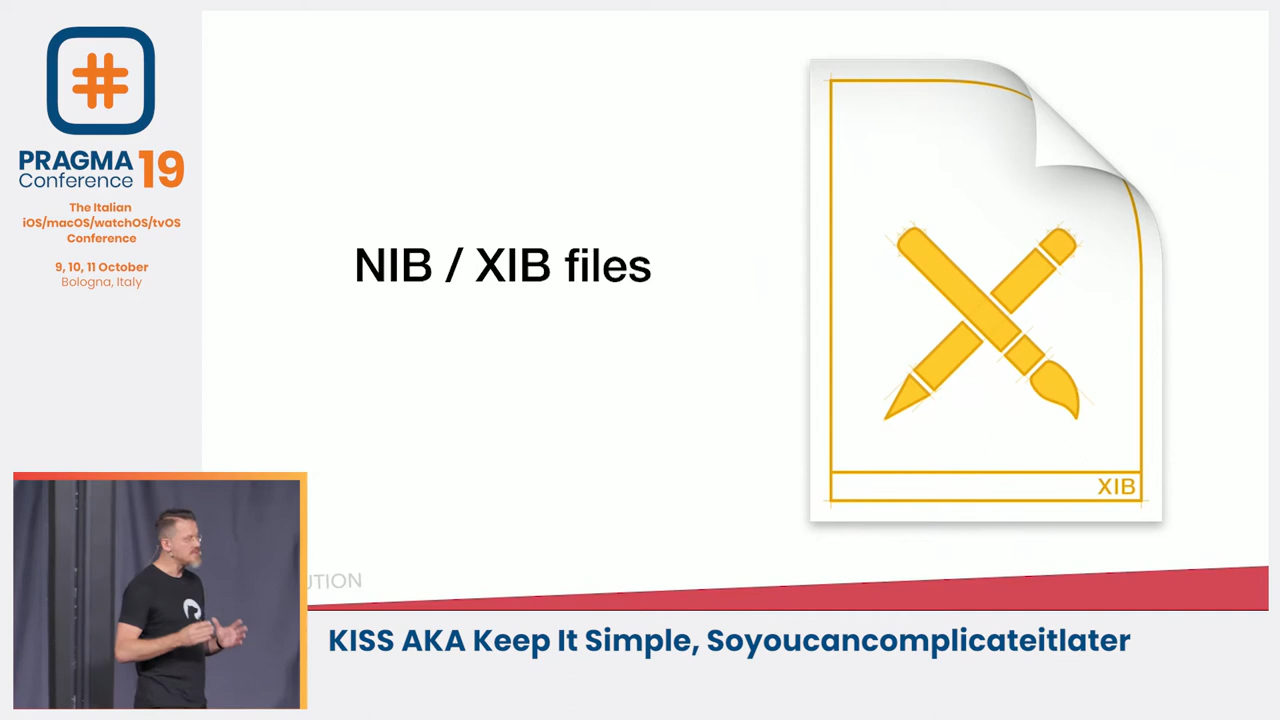 #
PRAGMA
Conference 19
The Italian
iOS/macOS/watchOS/tvOS
Conference
9, 10, 11 October
Bologna, Italy
NIB / XIB files
XIB
KISS AKA Keep It Simple, Soyoucancomplicateitlater